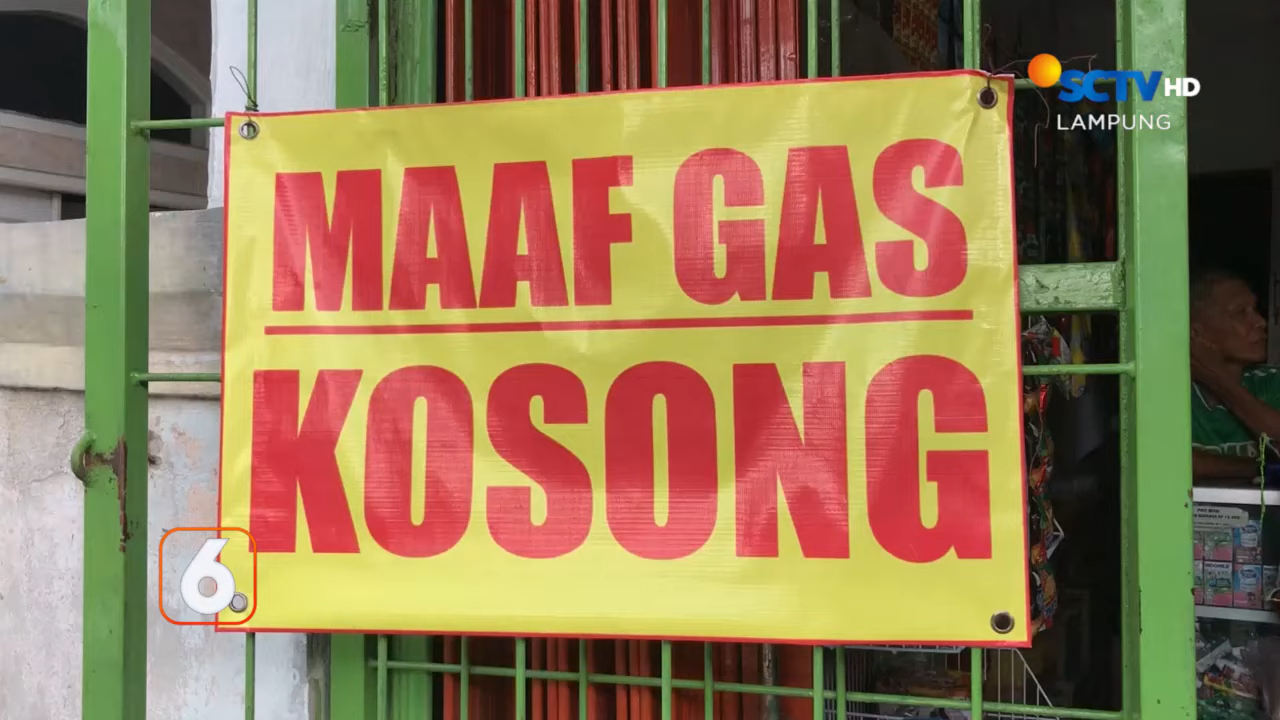 SCTV HD
LAMPUNG
MAAF GAS
KOSONG
6